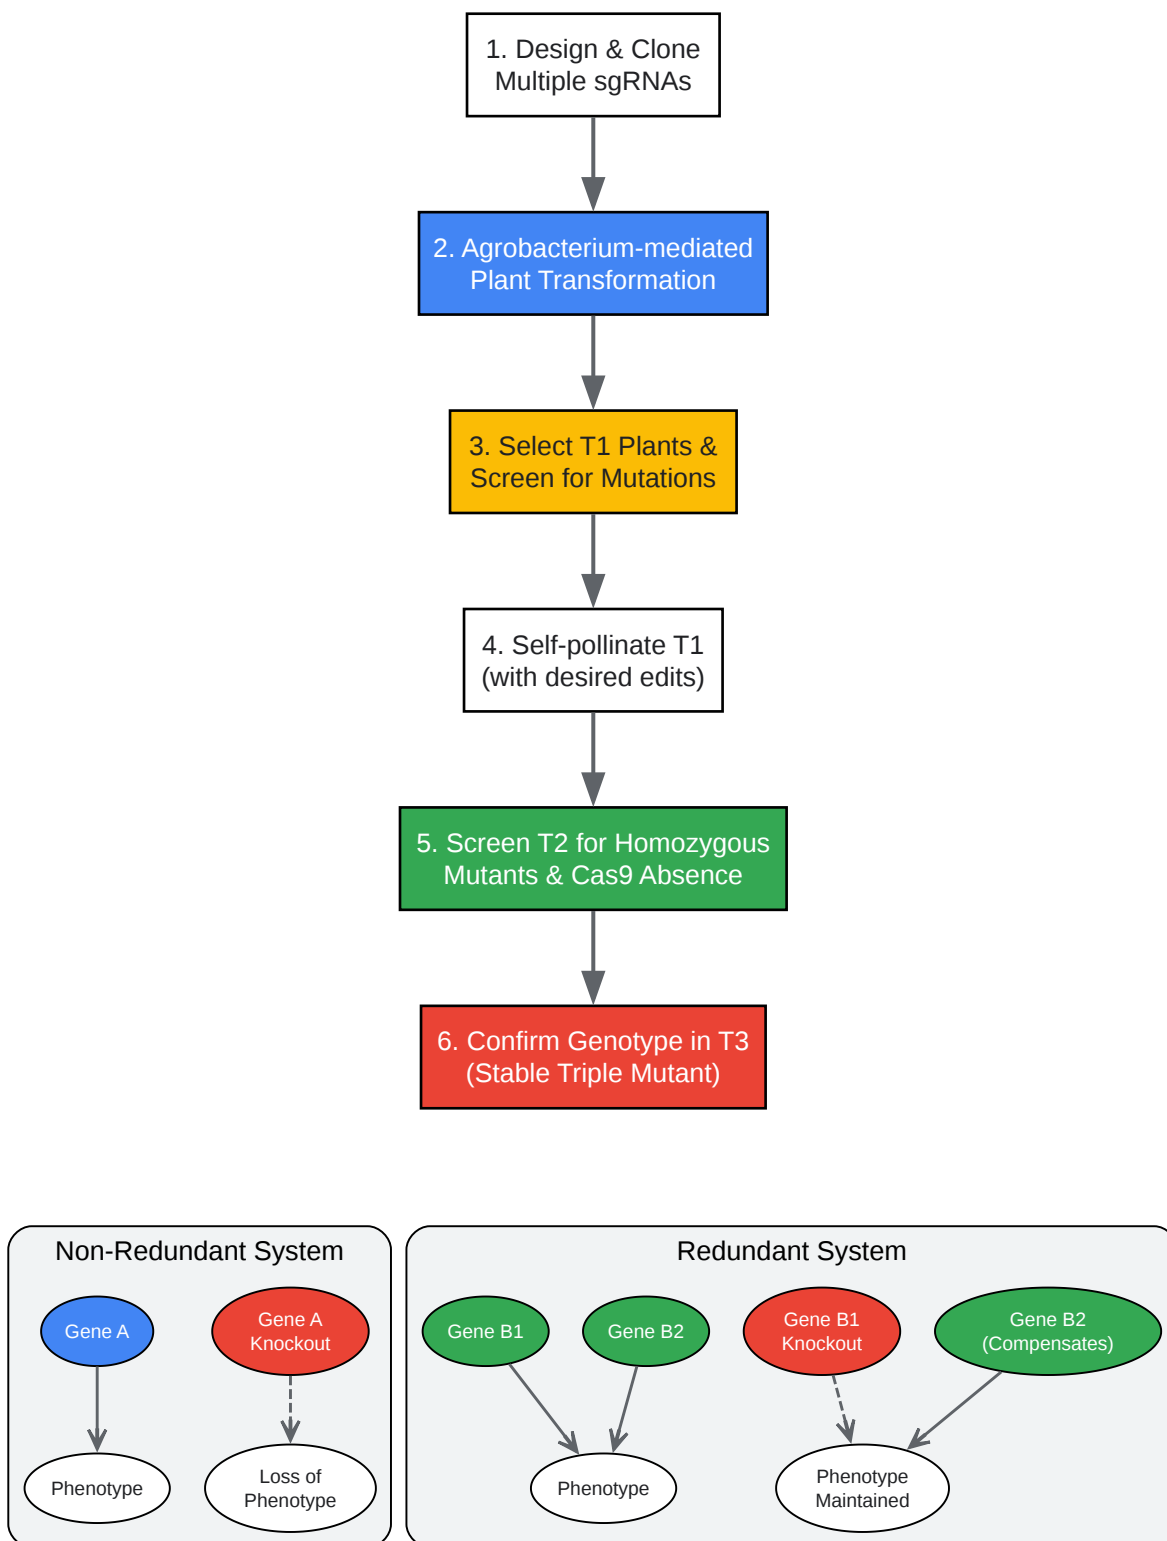 1. Design & Clone
Multiple sgRNAs
2. Agrobacterium-mediated
Plant Transformation
3. Select T1 Plants &
Screen for Mutations
4. Self-pollinate T1
(with desired edits)
5. Screen T2 for Homozygous
Mutants & Cas9 Absence
6. Confirm Genotype in T3
(Stable Triple Mutant)
Non-Redundant System
Gene A
Gene A
Knockout
Phenotype
Loss of
Phenotype
Redundant System
Gene B1
Gene B2
Gene B1
Knockout
Gene B2
(Compensates)
Phenotype
Phenotype
Maintained